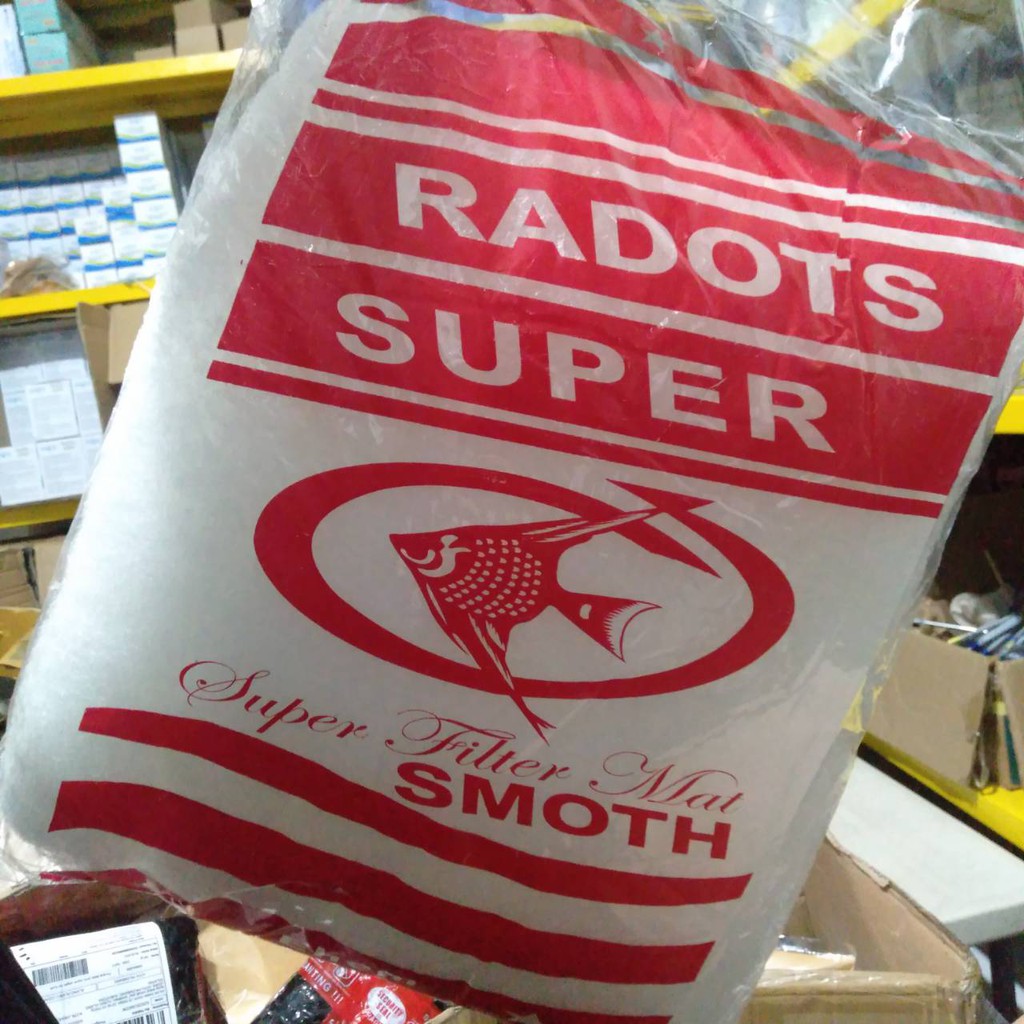 RADOTS
SUPER
Super Filter Mat
SMOTH